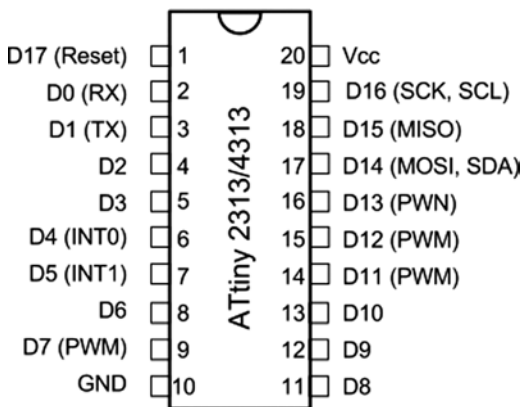 D17 (Reset) 1 20 Vcc
D0 (RX) 2 19 D16 (SCK, SCL)
D1 (TX) 3 18 D15 (MISO)
D2 4 17 D14 (MOSI, SDA)
D3 5 16 D13 (PWN)
D4 (INT0) 6 15 D12 (PWM)
D5 (INT1) 7 14 D11 (PWM)
D6 8 13 D10
D7 (PWM) 9 12 D9
GND 10 11 D8
ATtiny 2313/4313